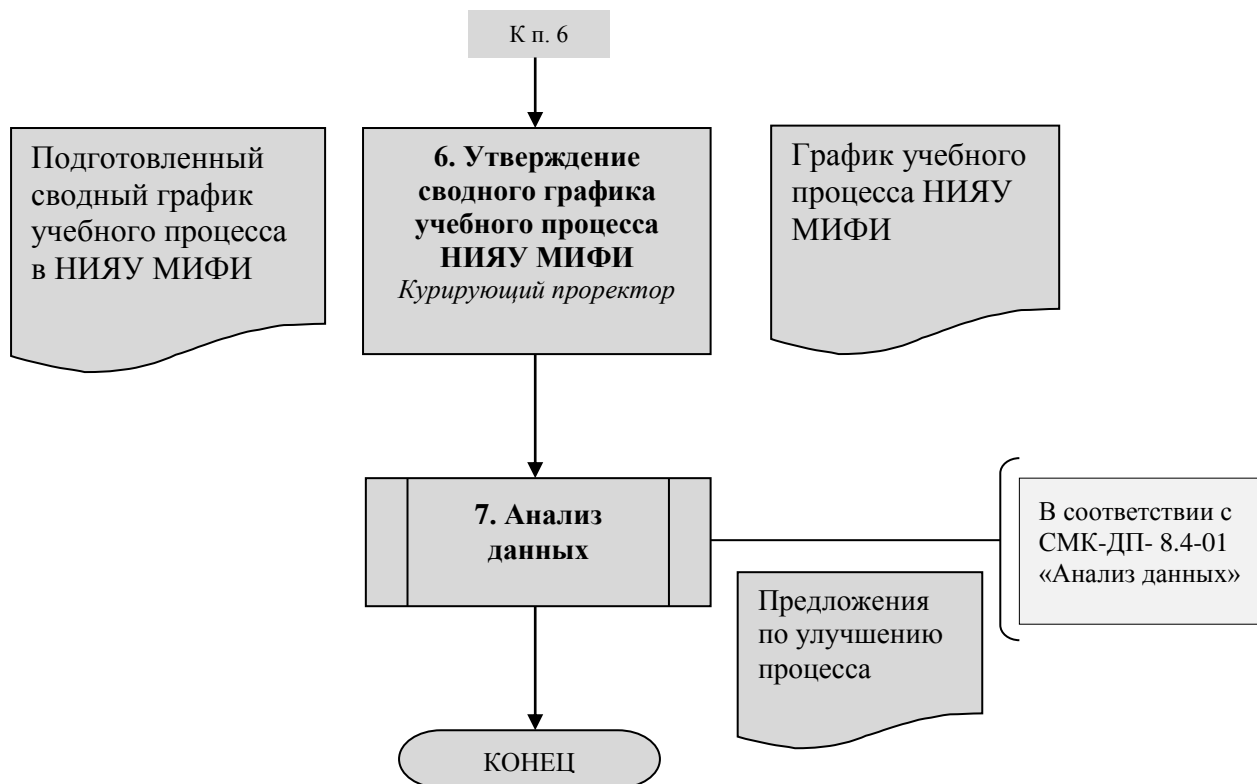 К п. 6
Подготовленный
сводный график
учебного процесса
в НИЯУ МИФИ
6. Утверждение
сводного графика
учебного процесса
НИЯУ МИФИ
Курирующий проректор
График учебного
процесса НИЯУ
МИФИ
7. Анализ
данных
В соответствии с
СМК-ДП- 8.4-01
«Анализ данных»
Предложения
по улучшению
процесса
КОНЕЦ